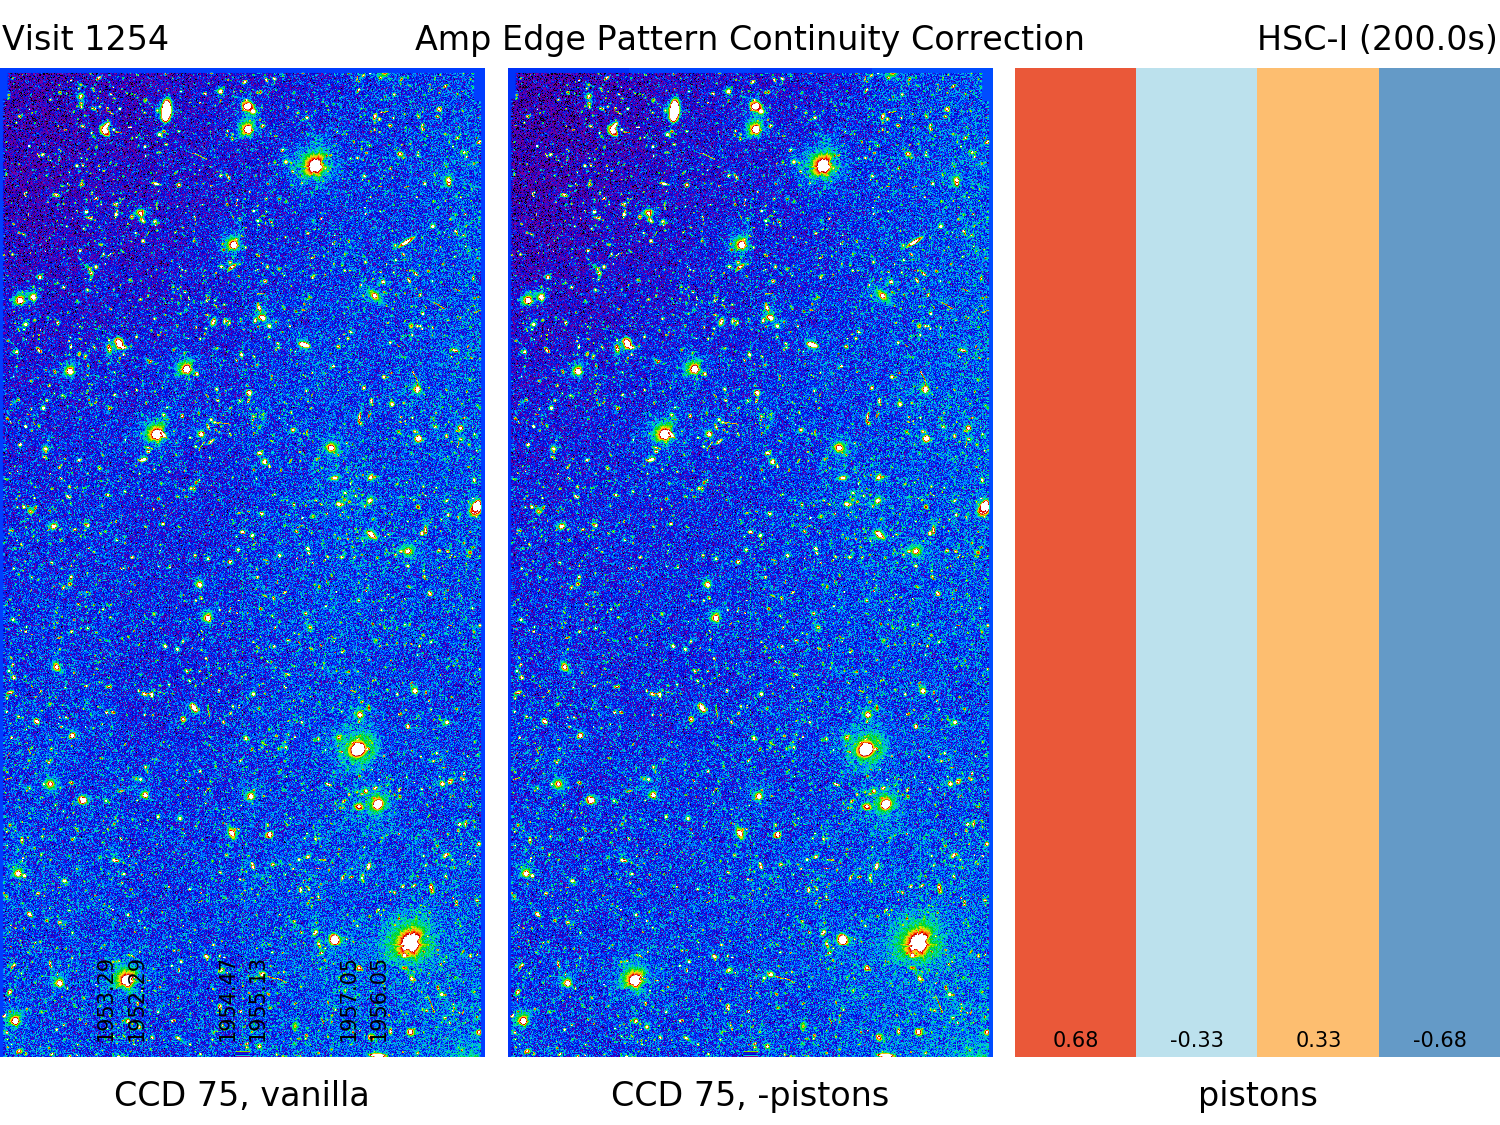 Visit 1254
Amp Edge Pattern Continuity Correction
HSC-I (200.0s)
1953.29
1952.29
1954.47
1955.13
1957.05
1956.05
0.68
-0.33
0.33
-0.68
CCD 75, vanilla
CCD 75, -pistons
pistons